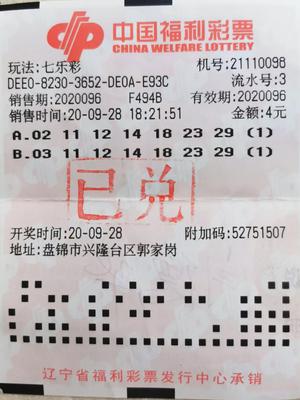 中国福利彩票
CHINA WELFARE LOTTERY
玩法:七乐彩 机号:21110098
DEE0-8230-3652-DE0A-E93C 流水号:3
销售期:2020096 F494B 有效期:2020096
销售时间:20-09-28 18:21:51 金额:4元
A.02 11 12 14 18 23 29 (1)
B.03 11 12 14 18 23 29 (1)
已兑
开奖时间:20-09-28 附加码:52751507
地址:盘锦市兴隆台区郭家岗
辽宁省福利彩票发行中心承销